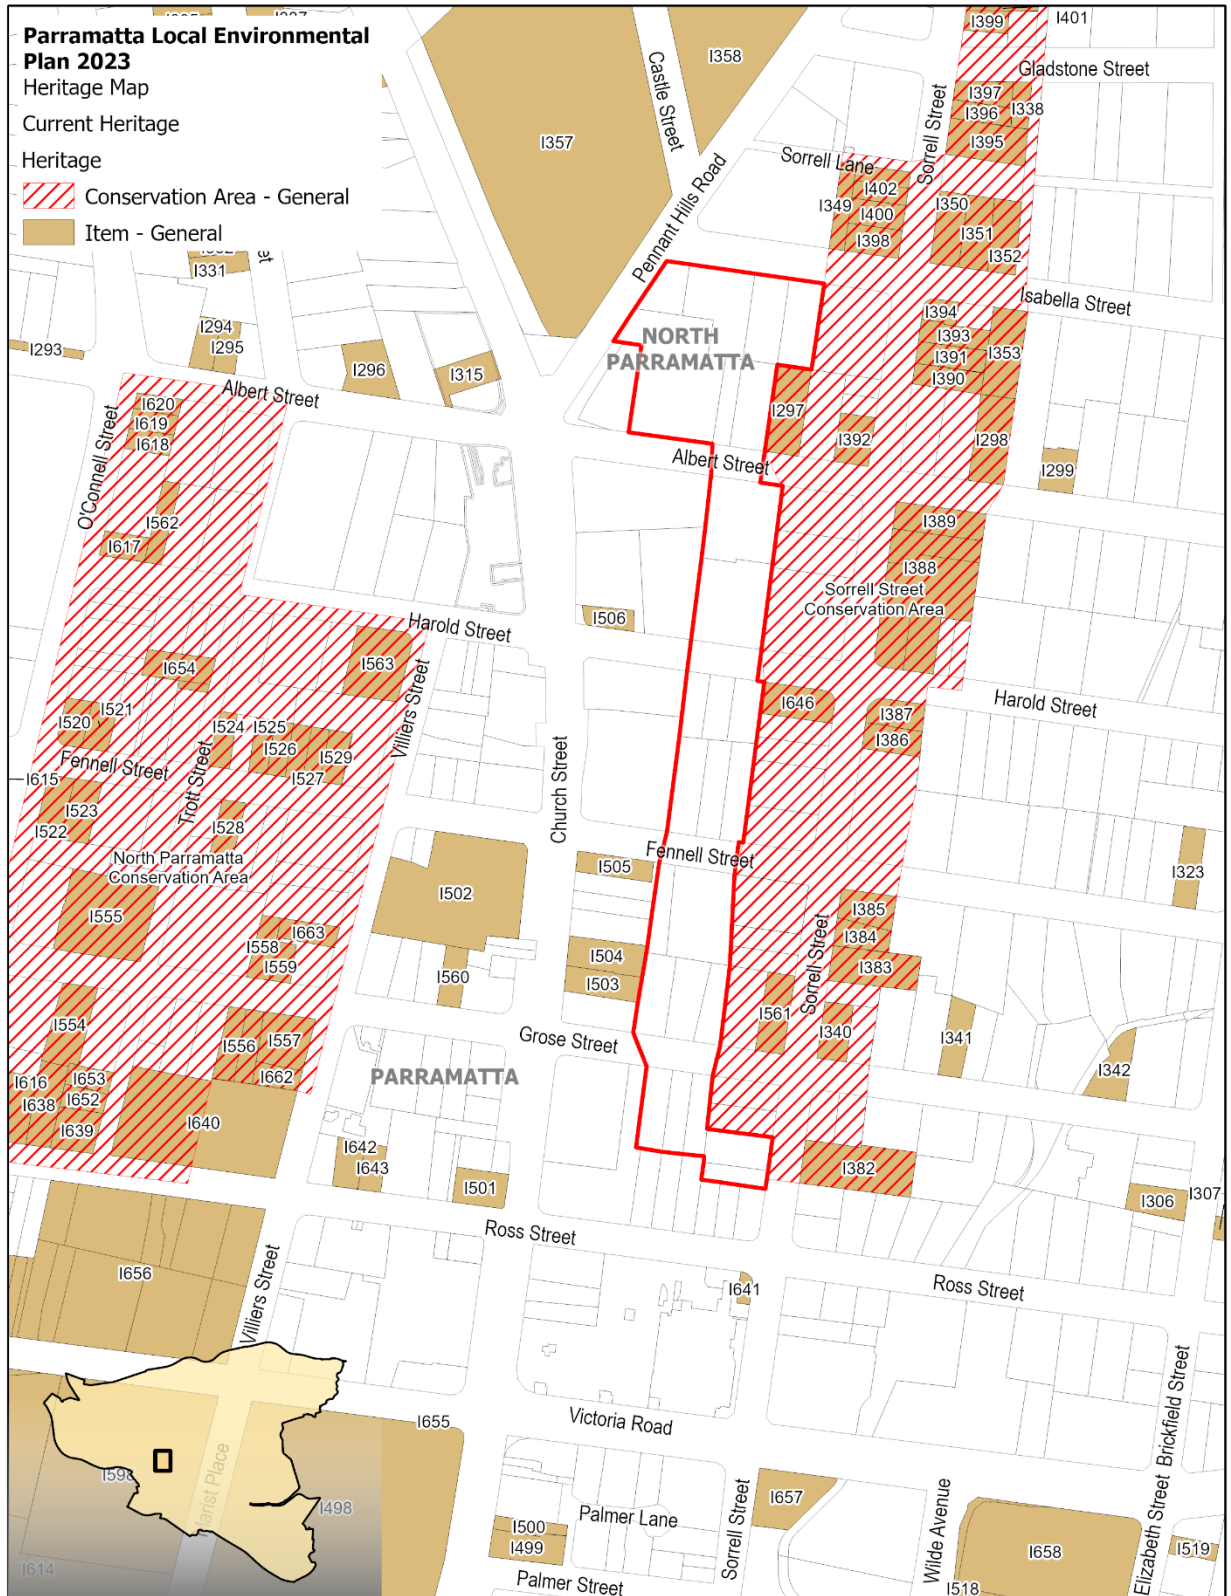 Parramatta Local Environmental
Plan 2023
Heritage Map
Current Heritage
Heritage
Conservation Area - General
Item - General
I399
I401
I358
Castle Street
Gladstone Street
I397
I338
I396
I395
I357
Sorrell Street
Sorrell Lane
I402
I349
I400
I398
I350
I351
I352
Pennant Hills Road
I331
Isabella Street
I294
I295
I293
I296
I315
NORTH
PARRAMATTA
I394
I393
I353
I391
I390
Albert Street
I297
I392
I298
I299
I620
I619
I618
O'Connell Street
Albert Street
I562
I617
I389
I388
Sorrell Street
Conservation Area
I506
Harold Street
I563
I654
I646
Harold Street
I387
I386
I520
I521
I524
I525
I526
I529
I527
Villiers Street
Fennell Street
I615
I523
I522
Trott Street
I528
Church Street
North Parramatta
Conservation Area
Fennell Street
I505
I323
I502
I555
I663
I558
I559
I504
I503
I560
I385
I384
I383
Sorrell Street
I561
I340
I341
I342
I554
I556
I557
I662
Grose Street
PARRAMATTA
I616
I653
I638
I652
I639
I640
I642
I643
I501
I382
I306
I307
Ross Street
I656
Villiers Street
I641
Ross Street
Victoria Road
Brickfield Street
I655
I598
Marist Place
I498
I614
I500
I499
Palmer Lane
Sorrell Street
I657
Wilde Avenue
I658
Elizabeth Street
I519
I518
Palmer Street